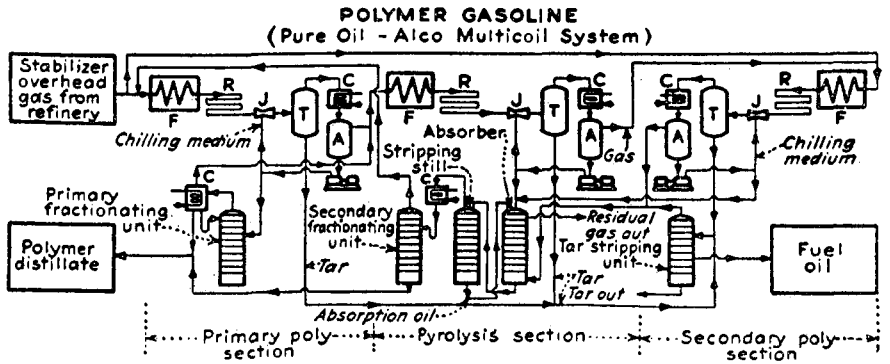 POLYMER GASOLINE
(Pure Oil - Alco Multicoil System)
Stabilizer
overhead
gas from
refinery
F
R
J
Chilling medium
T
C
A
F
R
J
Absorber
Stripping
still
T
C
A
Gas
C
A
T
J
R
F
Chilling
medium
C
Primary
fractionating
unit
Polymer
distillate
Tar
Secondary
fractionating
unit
C
Absorption oil
Residual
gas out
Tar stripping
unit
Tar
Tar out
Fuel
oil
Primary poly
section
Pyrolysis section
Secondary poly
section